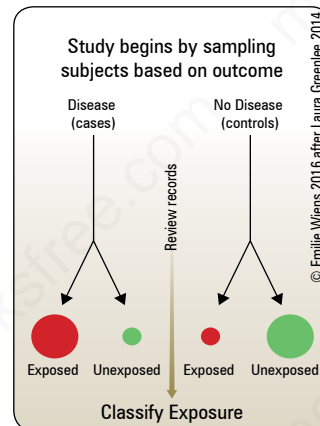 Study begins by sampling
subjects based on outcome
Disease
(cases)
No Disease
(controls)
Review records
Exposed
Unexposed
Exposed
Unexposed
Classify Exposure
© Emilie Wiens 2016 after Laura Greenlee 2014